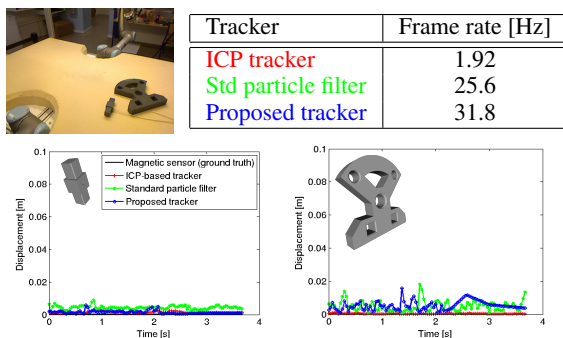 Tracker Frame rate [Hz]
ICP tracker 1.92
Std particle filter 25.6
Proposed tracker 31.8
0.1
0.08
0.06
0.04
0.02
0
Displacement [m]
Magnetic sensor (ground truth)
ICP-based tracker
Standard particle filter
Proposed tracker
0 1 2 3 4
Time [s]
0.1
0.08
0.06
0.04
0.02
0
Displacement [m]
0 1 2 3 4
Time [s]